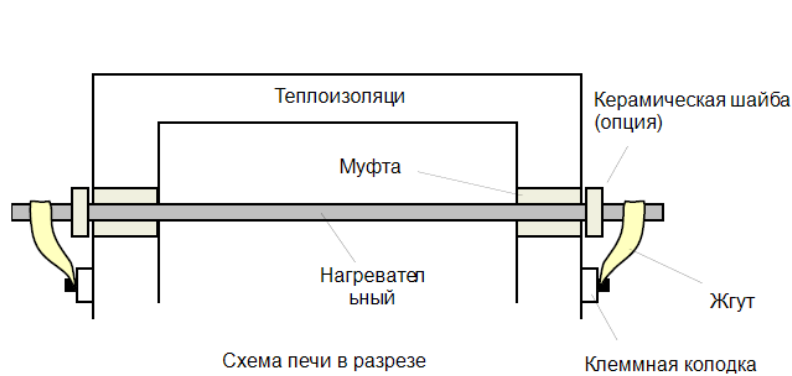 Теплоизоляци
Керамическая шайба
(опция)
Муфта
Нагревател
ьный
Жгут
Схема печи в разрезе
Клеммная колодка